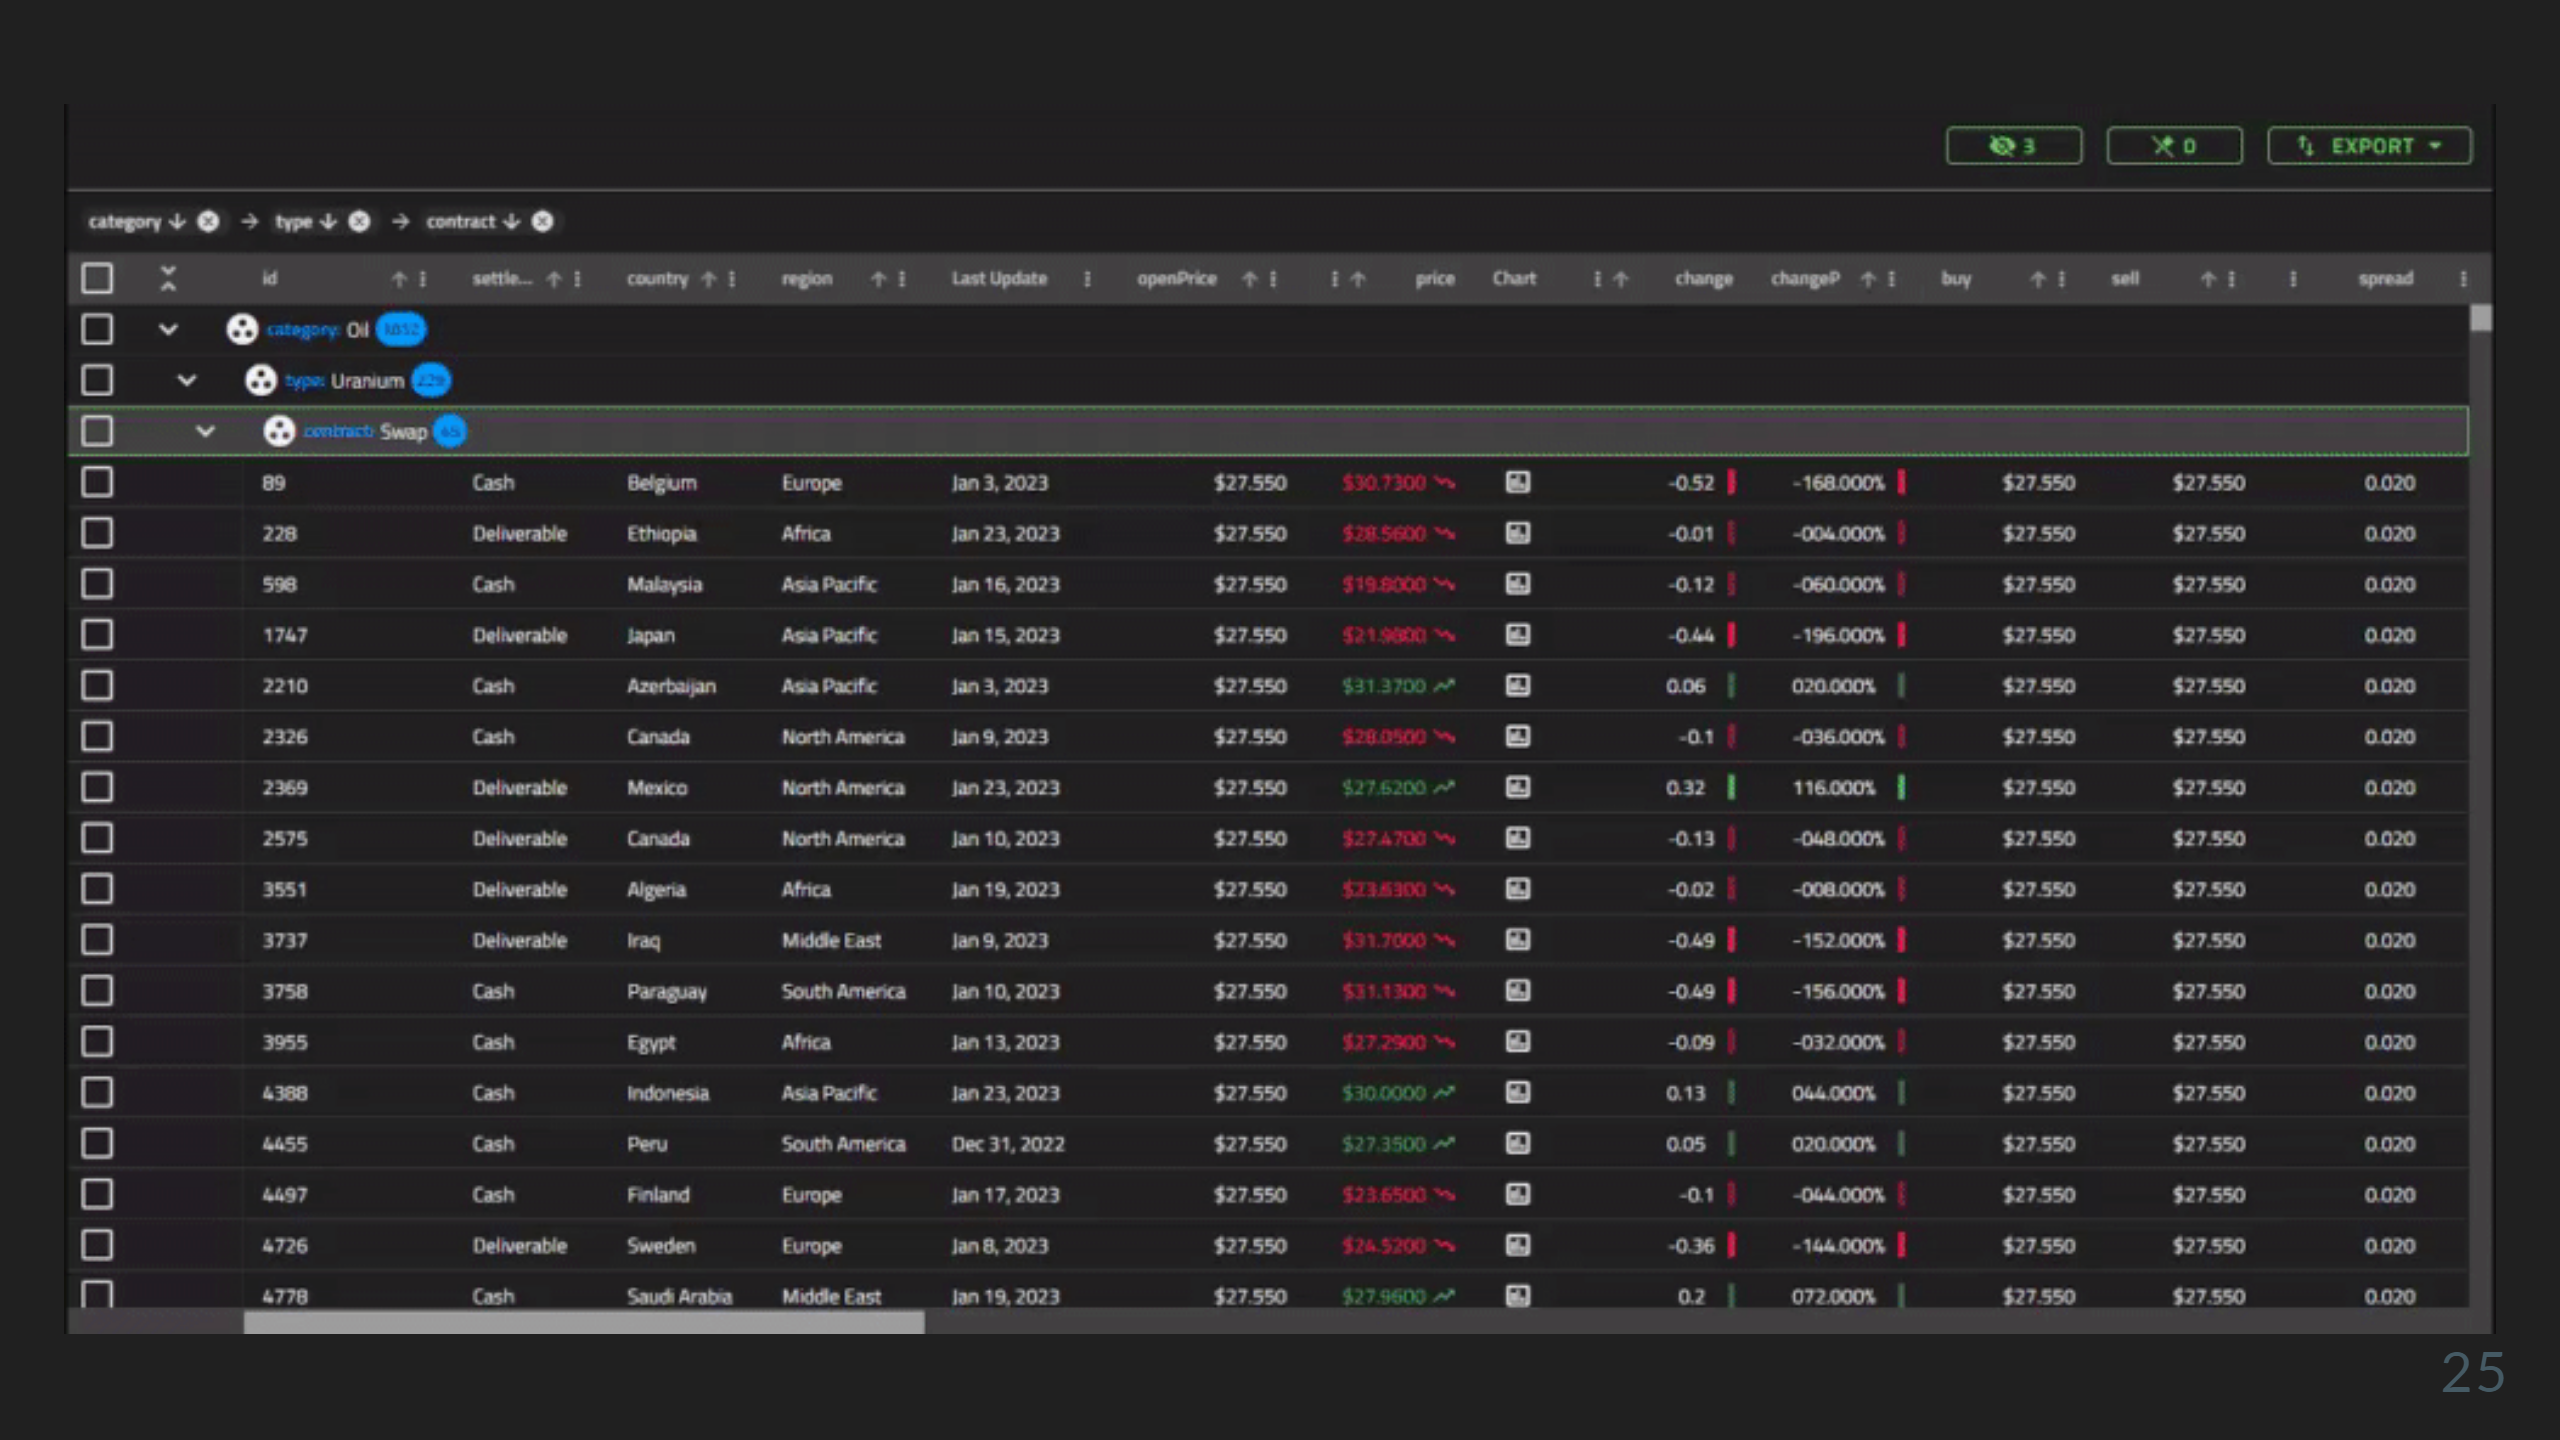 3 0 EXPORT
category type contract
id settle... country region Last Update openPrice price Chart change changeP buy sell spread
category: Oil
type: Uranium
contract: Swap
89 Cash Belgium Europe Jan 3, 2023 $27.550 $30.7300 -0.52 -168.000% $27.550 $27.550 0.020
228 Deliverable Ethiopia Africa Jan 23, 2023 $27.550 $28.5600 -0.01 -004.000% $27.550 $27.550 0.020
598 Cash Malaysia Asia Pacific Jan 16, 2023 $27.550 $19.8000 -0.12 -060.000% $27.550 $27.550 0.020
1747 Deliverable Japan Asia Pacific Jan 15, 2023 $27.550 $21.9800 -0.44 -196.000% $27.550 $27.550 0.020
2210 Cash Azerbaijan Asia Pacific Jan 3, 2023 $27.550 $31.3700 0.06 020.000% $27.550 $27.550 0.020
2326 Cash Canada North America Jan 9, 2023 $27.550 $28.0500 -0.1 -036.000% $27.550 $27.550 0.020
2369 Deliverable Mexico North America Jan 23, 2023 $27.550 $27.6200 0.32 116.000% $27.550 $27.550 0.020
2575 Deliverable Canada North America Jan 10, 2023 $27.550 $27.4700 -0.13 -048.000% $27.550 $27.550 0.020
3551 Deliverable Algeria Africa Jan 19, 2023 $27.550 $23.6300 -0.02 -008.000% $27.550 $27.550 0.020
3737 Deliverable Iraq Middle East Jan 9, 2023 $27.550 $31.7000 -0.49 -152.000% $27.550 $27.550 0.020
3758 Cash Paraguay South America Jan 10, 2023 $27.550 $31.1300 -0.49 -156.000% $27.550 $27.550 0.020
3955 Cash Egypt Africa Jan 13, 2023 $27.550 $27.2900 -0.09 -032.000% $27.550 $27.550 0.020
4388 Cash Indonesia Asia Pacific Jan 23, 2023 $27.550 $30.0000 0.13 044.000% $27.550 $27.550 0.020
4455 Cash Peru South America Dec 31, 2022 $27.550 $27.3500 0.05 020.000% $27.550 $27.550 0.020
4497 Cash Finland Europe Jan 17, 2023 $27.550 $23.6500 -0.1 -044.000% $27.550 $27.550 0.020
4726 Deliverable Sweden Europe Jan 8, 2023 $27.550 $24.5200 -0.36 -144.000% $27.550 $27.550 0.020
4778 Cash Saudi Arabia Middle East Jan 19, 2023 $27.550 $27.9600 0.2 072.000% $27.550 $27.550 0.020
25